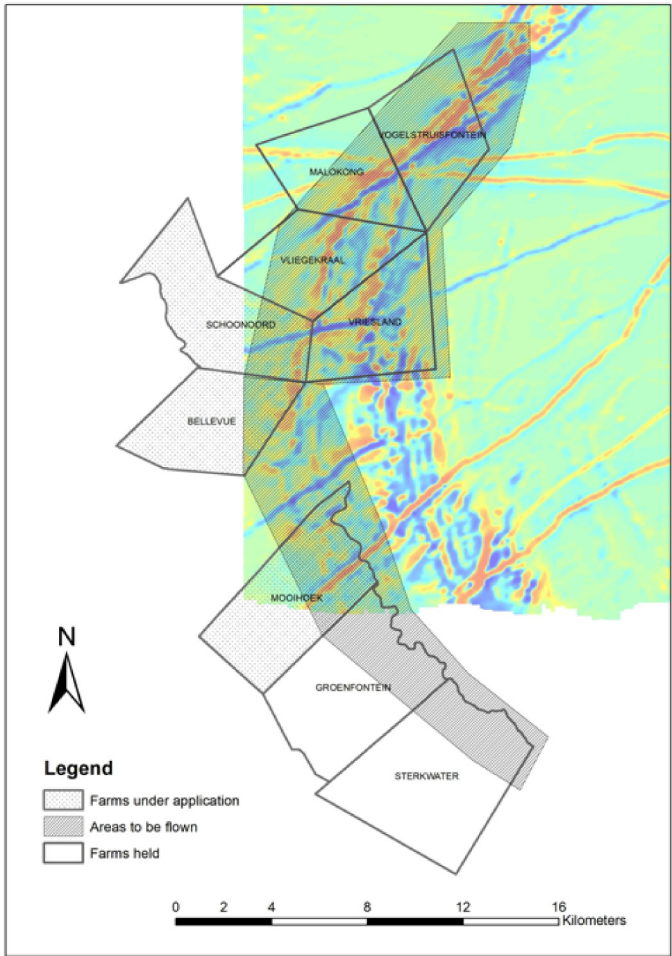 VOGELSTRUISFONTEIN
MALOKONG
VLIEGEKRAAL
SCHOONOORD
VRIESLAND
BELLEVUE
MOOIHOEK
N
GROENFONTEIN
STERKWATER
Legend
Farms under application
Areas to be flown
Farms held
0 4 8 12 16
Kilometers